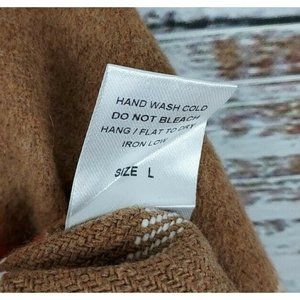 HAND WASH COLD
DO NOT BLEACH
HANG / FLAT TO DRY
IRON LOW
SIZE L